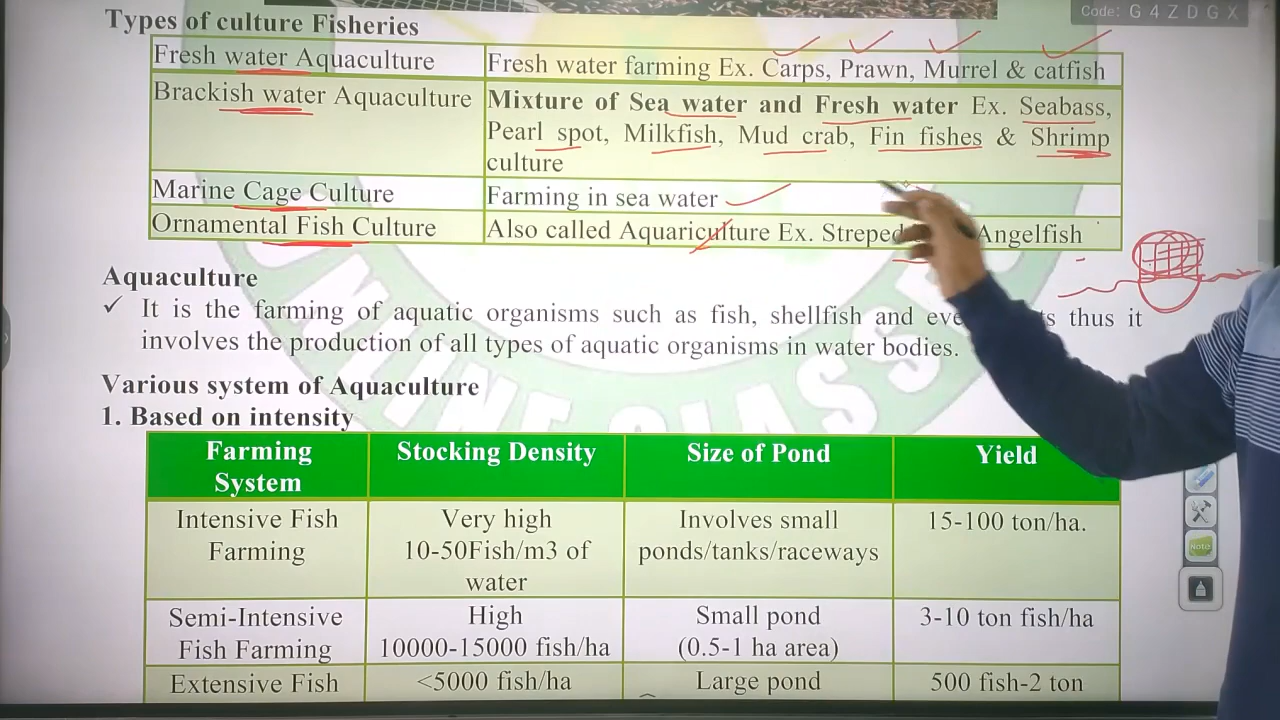 Code: G 4 Z D G X
Types of culture Fisheries
Fresh water Aquaculture
Fresh water farming Ex. Carps, Prawn, Murrel & catfish
Brackish water Aquaculture
Mixture of Sea water and Fresh water Ex. Seabass,
Pearl spot, Milkfish, Mud crab, Fin fishes & Shrimp
culture
Marine Cage Culture
Farming in sea water
Ornamental Fish Culture
Also called Aquariculture Ex. Streped Angelfish
Aquaculture
✓ It is the farming of aquatic organisms such as fish, shellfish and thus it
involves the production of all types of aquatic organisms in water bodies.
Various system of Aquaculture
1. Based on intensity
Farming
System
Stocking Density
Size of Pond
Yield
Intensive Fish
Farming
Very high
10-50Fish/m3 of
water
Involves small
ponds/tanks/raceways
15-100 ton/ha.
Semi-Intensive
Fish Farming
High
10000-15000 fish/ha
Small pond
(0.5-1 ha area)
3-10 ton fish/ha
Extensive Fish
<5000 fish/ha
Large pond
500 fish-2 ton
Note
ONLINE CLASSE